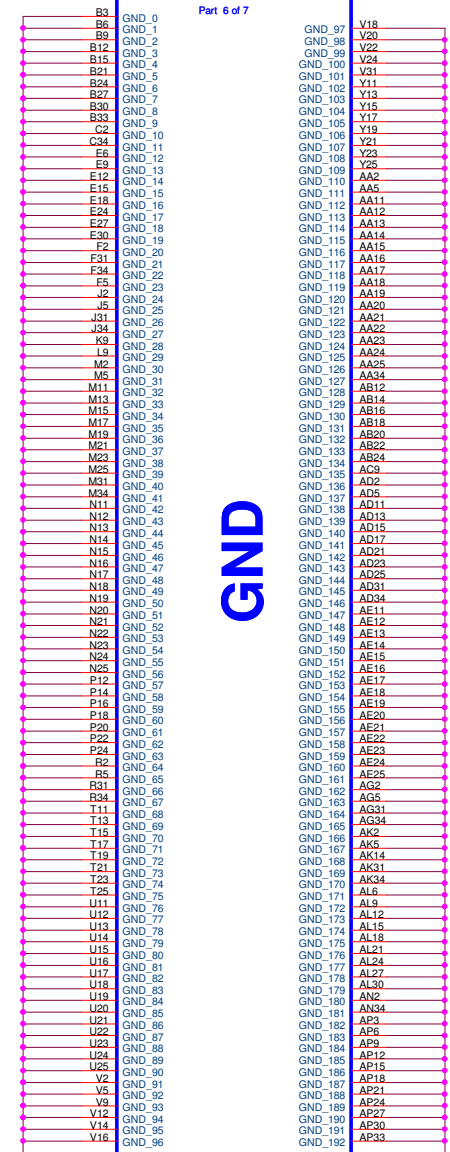 Part 6 of 7
B3 GND_0
B6 GND_1
B9 GND_2
B12 GND_3
B15 GND_4
B21 GND_5
B24 GND_6
B27 GND_7
B30 GND_8
B33 GND_9
C2 GND_10
C34 GND_11
E6 GND_12
E9 GND_13
E12 GND_14
E15 GND_15
E18 GND_16
E24 GND_17
E27 GND_18
E30 GND_19
F2 GND_20
F31 GND_21
F34 GND_22
F5 GND_23
J2 GND_24
J5 GND_25
J31 GND_26
J34 GND_27
K9 GND_28
L9 GND_29
M2 GND_30
M5 GND_31
M11 GND_32
M13 GND_33
M15 GND_34
M17 GND_35
M19 GND_36
M21 GND_37
M23 GND_38
M25 GND_39
M31 GND_40
M34 GND_41
N11 GND_42
N12 GND_43
N13 GND_44
N14 GND_45
N15 GND_46
N16 GND_47
N17 GND_48
N18 GND_49
N19 GND_50
N20 GND_51
N21 GND_52
N22 GND_53
N23 GND_54
N24 GND_55
N25 GND_56
P12 GND_57
P14 GND_58
P16 GND_59
P18 GND_60
P20 GND_61
P22 GND_62
P24 GND_63
R2 GND_64
R5 GND_65
R31 GND_66
R34 GND_67
T11 GND_68
T13 GND_69
T15 GND_70
T17 GND_71
T19 GND_72
T21 GND_73
T23 GND_74
T25 GND_75
U11 GND_76
U12 GND_77
U13 GND_78
U14 GND_79
U15 GND_80
U16 GND_81
U17 GND_82
U18 GND_83
U19 GND_84
U20 GND_85
U21 GND_86
U22 GND_87
U23 GND_88
U24 GND_89
U25 GND_90
V2 GND_91
V5 GND_92
V9 GND_93
V12 GND_94
V14 GND_95
V16 GND_96
GND
GND_97 V18
GND_98 V20
GND_99 V22
GND_100 V24
GND_101 V31
GND_102 Y11
GND_103 Y13
GND_104 Y15
GND_105 Y17
GND_106 Y19
GND_107 Y21
GND_108 Y23
GND_109 Y25
GND_110 AA2
GND_111 AA5
GND_112 AA11
GND_113 AA12
GND_114 AA13
GND_115 AA14
GND_116 AA15
GND_117 AA16
GND_118 AA17
GND_119 AA18
GND_120 AA19
GND_121 AA20
GND_122 AA21
GND_123 AA22
GND_124 AA23
GND_125 AA24
GND_126 AA25
GND_127 AA34
GND_128 AB12
GND_129 AB14
GND_130 AB16
GND_131 AB18
GND_132 AB20
GND_133 AB22
GND_134 AB24
GND_135 AC9
GND_136 AD2
GND_137 AD5
GND_138 AD11
GND_139 AD13
GND_140 AD15
GND_141 AD17
GND_142 AD21
GND_143 AD23
GND_144 AD25
GND_145 AD31
GND_146 AD34
GND_147 AE11
GND_148 AE12
GND_149 AE13
GND_150 AE14
GND_151 AE15
GND_152 AE16
GND_153 AE17
GND_154 AE18
GND_155 AE19
GND_156 AE20
GND_157 AE21
GND_158 AE22
GND_159 AE23
GND_160 AE24
GND_161 AE25
GND_162 AG2
GND_163 AG5
GND_164 AG31
GND_165 AG34
GND_166 AK2
GND_167 AK5
GND_168 AK14
GND_169 AK31
GND_170 AK34
GND_171 AL6
GND_172 AL9
GND_173 AL12
GND_174 AL15
GND_175 AL18
GND_176 AL21
GND_177 AL24
GND_178 AL27
GND_179 AL30
GND_180 AN2
GND_181 AN34
GND_182 AP3
GND_183 AP6
GND_184 AP9
GND_185 AP12
GND_186 AP15
GND_187 AP18
GND_188 AP21
GND_189 AP24
GND_190 AP27
GND_191 AP30
GND_192 AP33